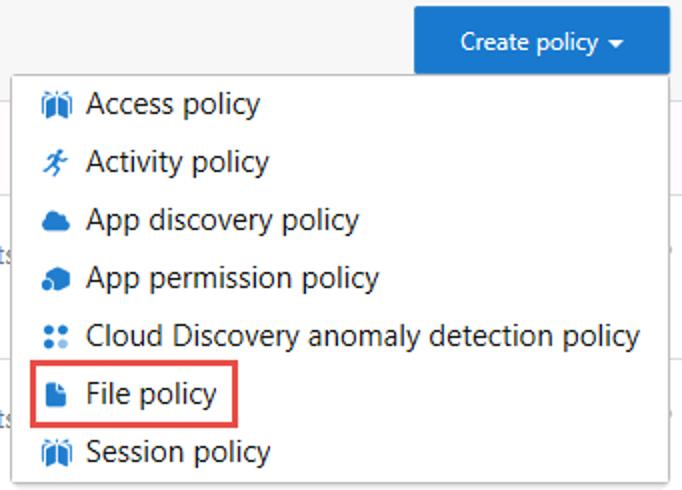 Create policy
Access policy
Activity policy
App discovery policy
App permission policy
Cloud Discovery anomaly detection policy
File policy
Session policy